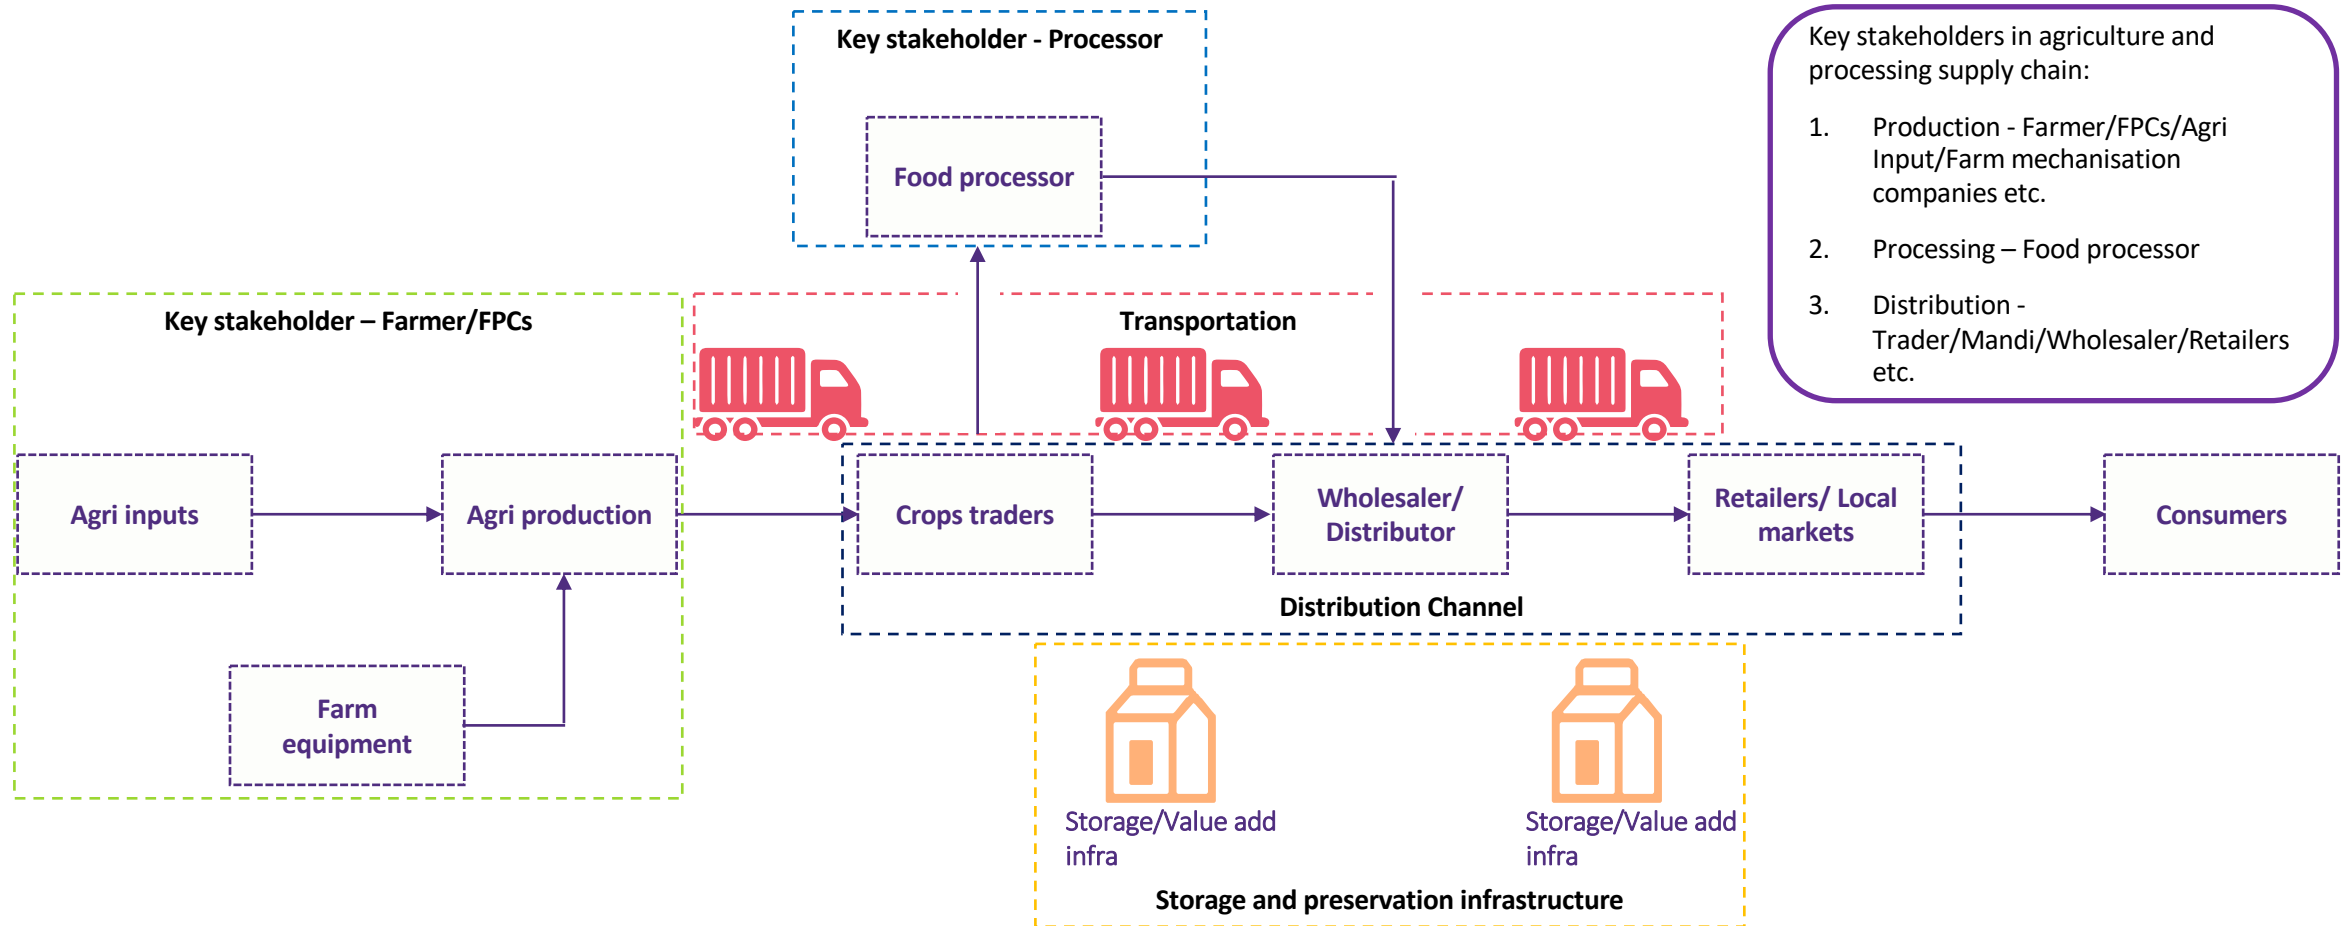 Key stakeholder - Processor
Food processor
Key stakeholders in agriculture and
processing supply chain:
1. Production - Farmer/FPCs/Agri
Input/Farm mechanisation
companies etc.
2. Processing – Food processor
3. Distribution -
Trader/Mandi/Wholesaler/Retailers
etc.
Key stakeholder – Farmer/FPCs
Transportation
Agri inputs
Agri production
Crops traders
Wholesaler/
Distributor
Retailers/ Local
markets
Consumers
Distribution Channel
Farm
equipment
Storage/Value add
infra
Storage/Value add
infra
Storage and preservation infrastructure